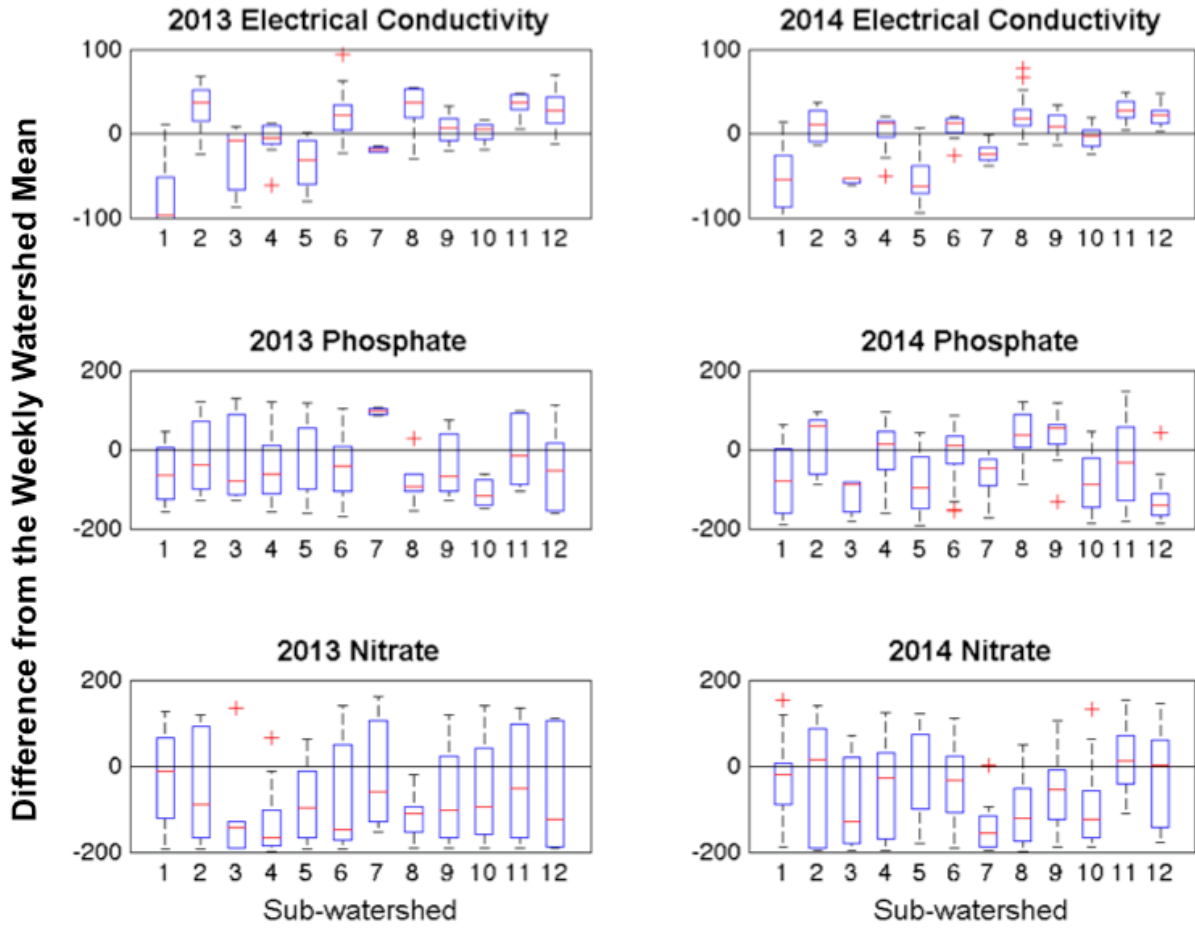 Difference from the Weekly Watershed Mean
2013 Electrical Conductivity
100
0
-100
1 2 3 4 5 6 7 8 9 10 11 12
2014 Electrical Conductivity
100
0
-100
1 2 3 4 5 6 7 8 9 10 11 12
2013 Phosphate
200
0
-200
1 2 3 4 5 6 7 8 9 10 11 12
2014 Phosphate
200
0
-200
1 2 3 4 5 6 7 8 9 10 11 12
2013 Nitrate
200
0
-200
1 2 3 4 5 6 7 8 9 10 11 12
Sub-watershed
2014 Nitrate
200
0
-200
1 2 3 4 5 6 7 8 9 10 11 12
Sub-watershed